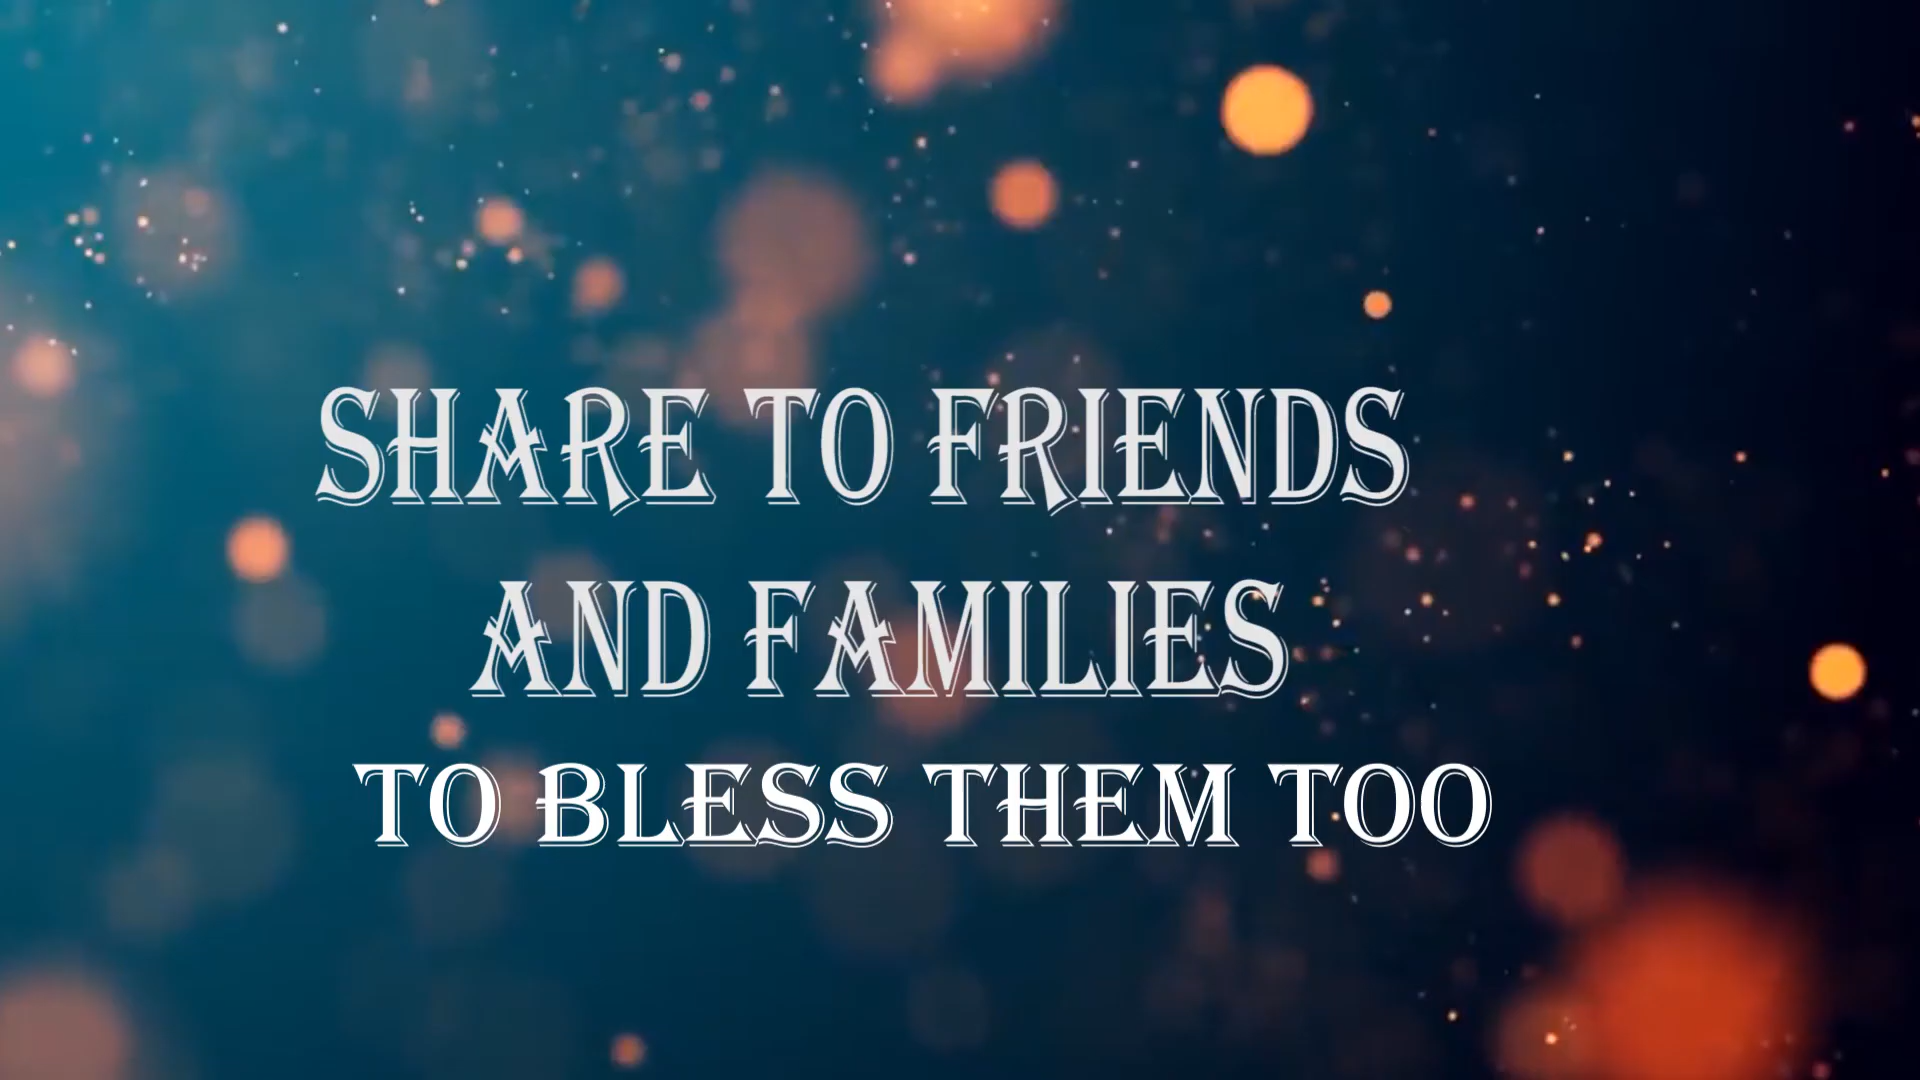 SHARE TO FRIENDS
AND FAMILIES
TO BLESS THEM TOO